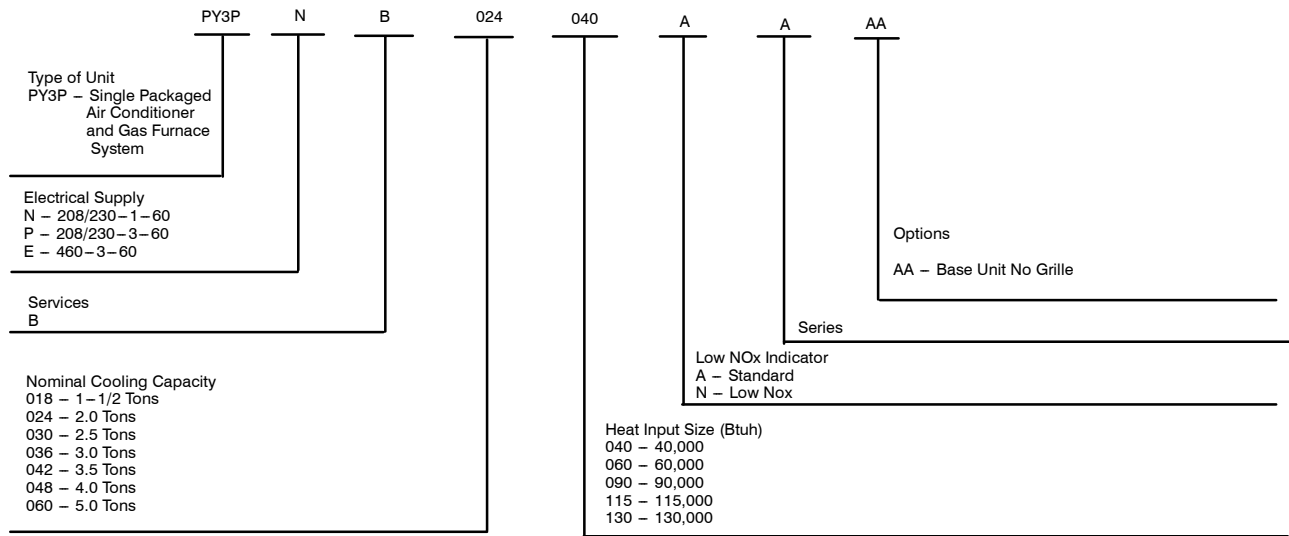 PY3P N B 024 040 A A AA
Type of Unit
PY3P – Single Packaged
Air Conditioner
and Gas Furnace
System
Electrical Supply
N – 208/230–1–60
P – 208/230–3–60
E – 460–3–60
Options
AA – Base Unit No Grille
Services
B
Series
Low NOx Indicator
A – Standard
N – Low Nox
Nominal Cooling Capacity
018 – 1–1/2 Tons
024 – 2.0 Tons
030 – 2.5 Tons
036 – 3.0 Tons
042 – 3.5 Tons
048 – 4.0 Tons
060 – 5.0 Tons
Heat Input Size (Btuh)
040 – 40,000
060 – 60,000
090 – 90,000
115 – 115,000
130 – 130,000